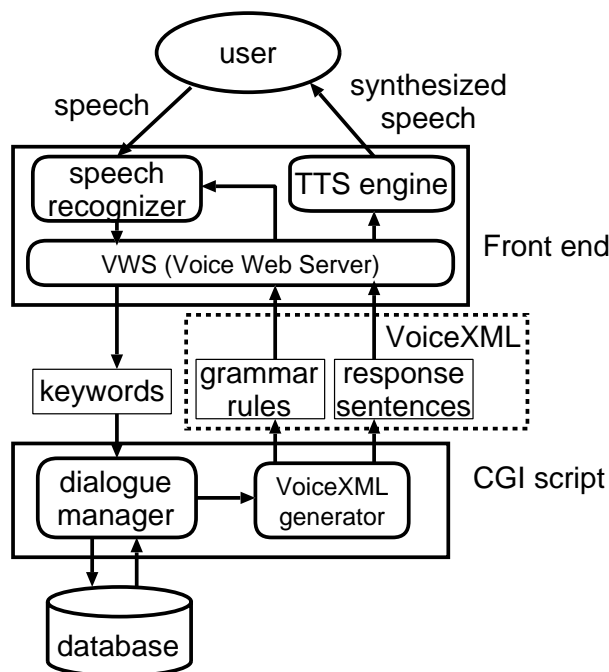 user
speech
synthesized
speech
speech
recognizer
TTS engine
VWS (Voice Web Server)
Front end
VoiceXML
keywords
grammar
rules
response
sentences
CGI script
dialogue
manager
VoiceXML
generator
database